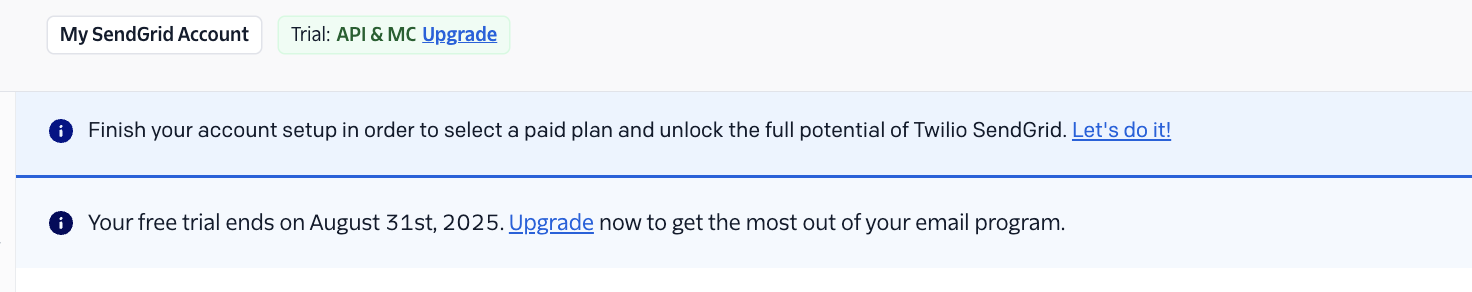 My SendGrid Account
Trial: API & MC Upgrade
Finish your account setup in order to select a paid plan and unlock the full potential of Twilio SendGrid. Let's do it!
Your free trial ends on August 31st, 2025. Upgrade now to get the most out of your email program.